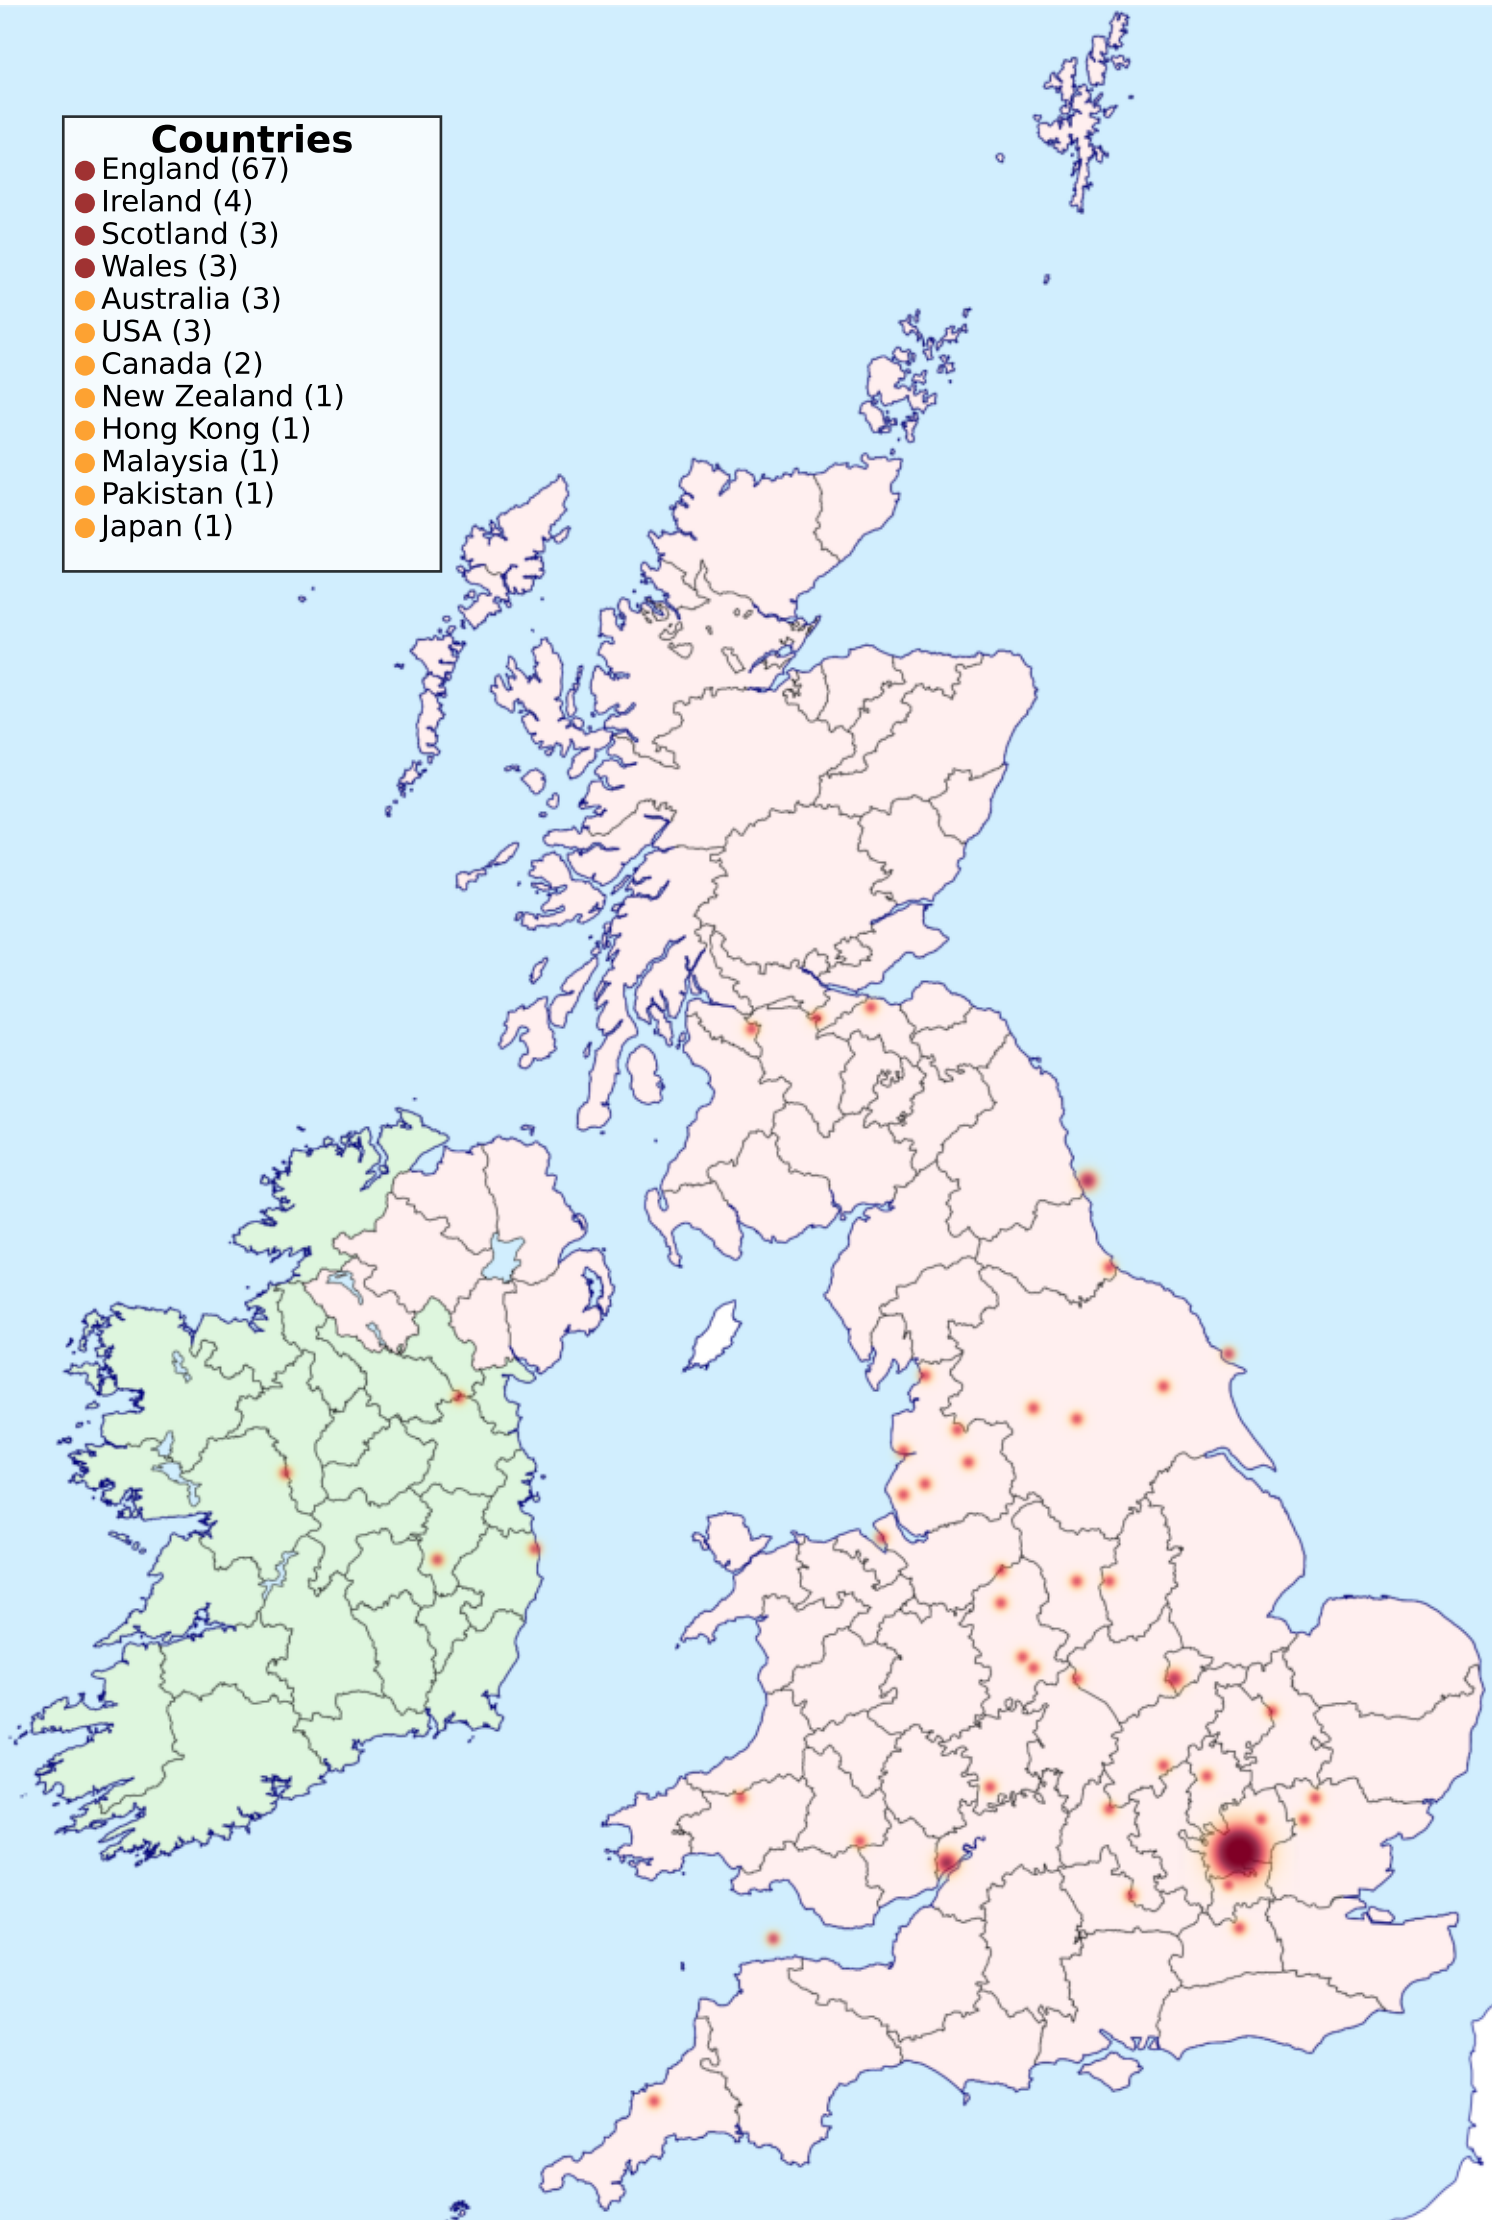 Countries
England (67)
Ireland (4)
Scotland (3)
Wales (3)
Australia (3)
USA (3)
Canada (2)
New Zealand (1)
Hong Kong (1)
Malaysia (1)
Pakistan (1)
Japan (1)